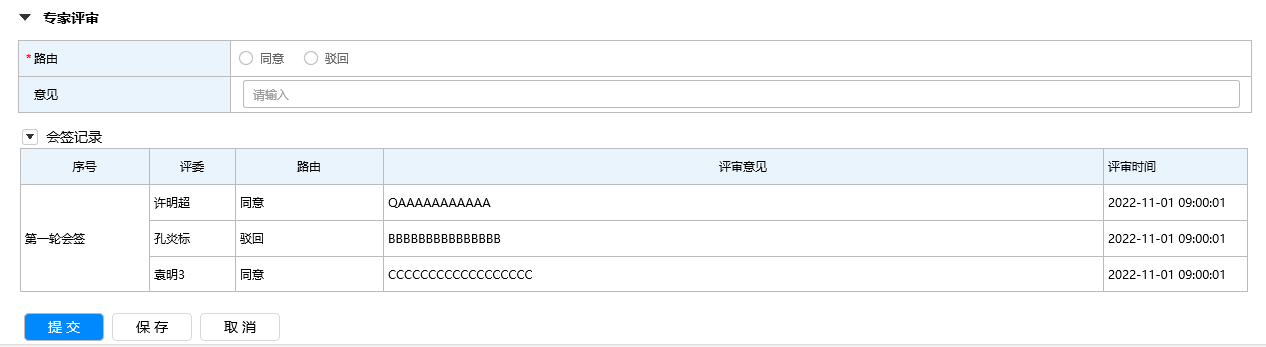 专家评审
*路由 同意 驳回
意见 请输入
会签记录
序号 评委 路由 评审意见 评审时间
许明超 同意 QAAAAAAAAAAA 2022-11-01 09:00:01
第一轮会签 孔炎标 驳回 BBBBBBBBBBBBBBB 2022-11-01 09:00:01
袁明3 同意 CCCCCCCCCCCCCCCCCC 2022-11-01 09:00:01
提交 保存 取消